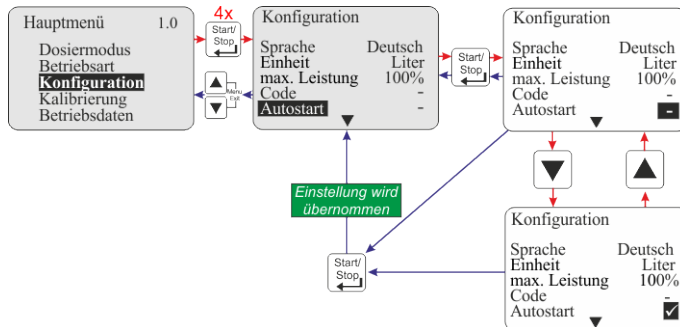 Hauptmenü 1.0
Dosiermodus
Betriebsart
Konfiguration
Kalibrierung
Betriebsdaten
4x
Start/
Stop
Menu
Exit
Konfiguration
Sprache Deutsch
Einheit Liter
max. Leistung 100%
Code -
Autostart -
Start/
Stop
Konfiguration
Sprache Deutsch
Einheit Liter
max. Leistung 100%
Code -
Autostart -
Einstellung wird
übernommen
Start/
Stop
Konfiguration
Sprache Deutsch
Einheit Liter
max. Leistung 100%
Code -
Autostart ✓